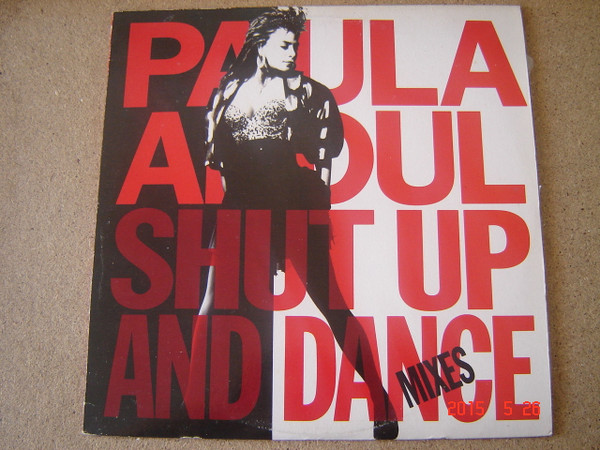 PAULA
ABDUL
SHUT UP
AND DANCE
MIXES
2015 5 26